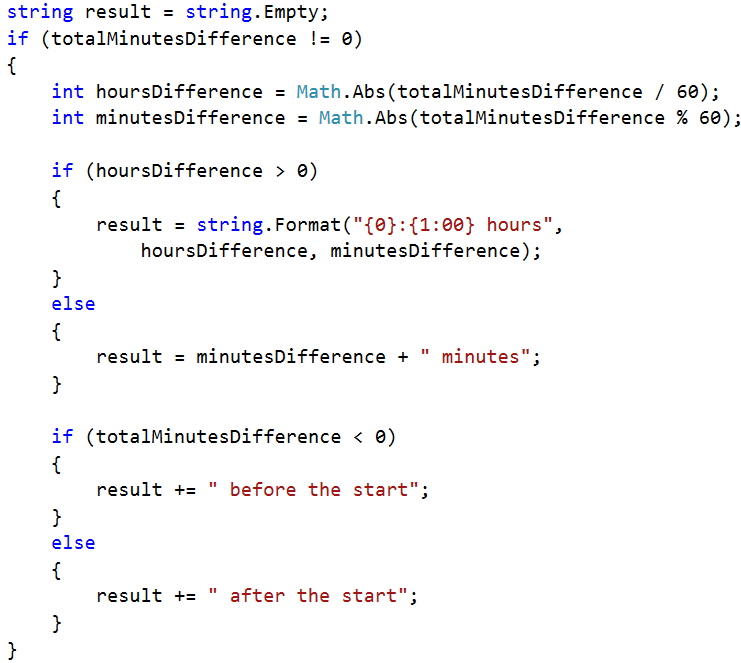 string result = string.Empty;
if (totalMinutesDifference != 0)
{
    int hoursDifference = Math.Abs(totalMinutesDifference / 60);
    int minutesDifference = Math.Abs(totalMinutesDifference % 60);

    if (hoursDifference > 0)
    {
        result = string.Format("{0}:{1:00} hours",
            hoursDifference, minutesDifference);
    }
    else
    {
        result = minutesDifference + " minutes";
    }

    if (totalMinutesDifference < 0)
    {
        result += " before the start";
    }
    else
    {
        result += " after the start";
    }
}